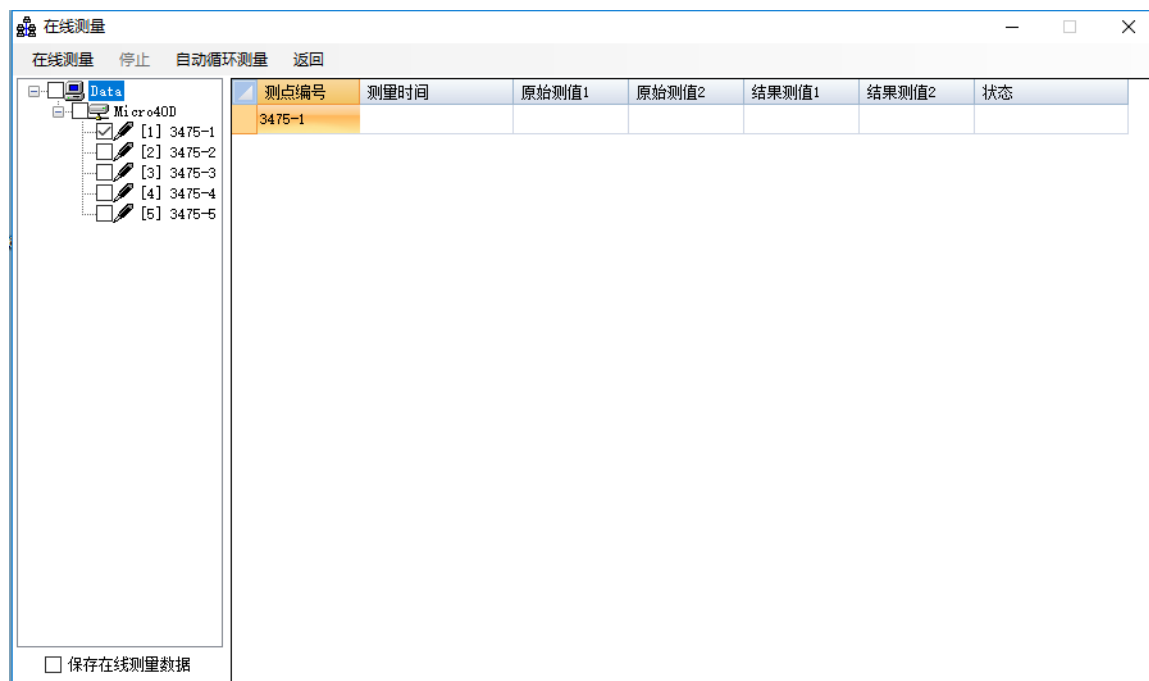 在线测量
在线测量 停止 自动循环测量 返回
Data
Micro40D
[1] 3475-1
[2] 3475-2
[3] 3475-3
[4] 3475-4
[5] 3475-5
测点编号 测量时间 原始测值1 原始测值2 结果测值1 结果测值2 状态
3475-1
保存在线测量数据